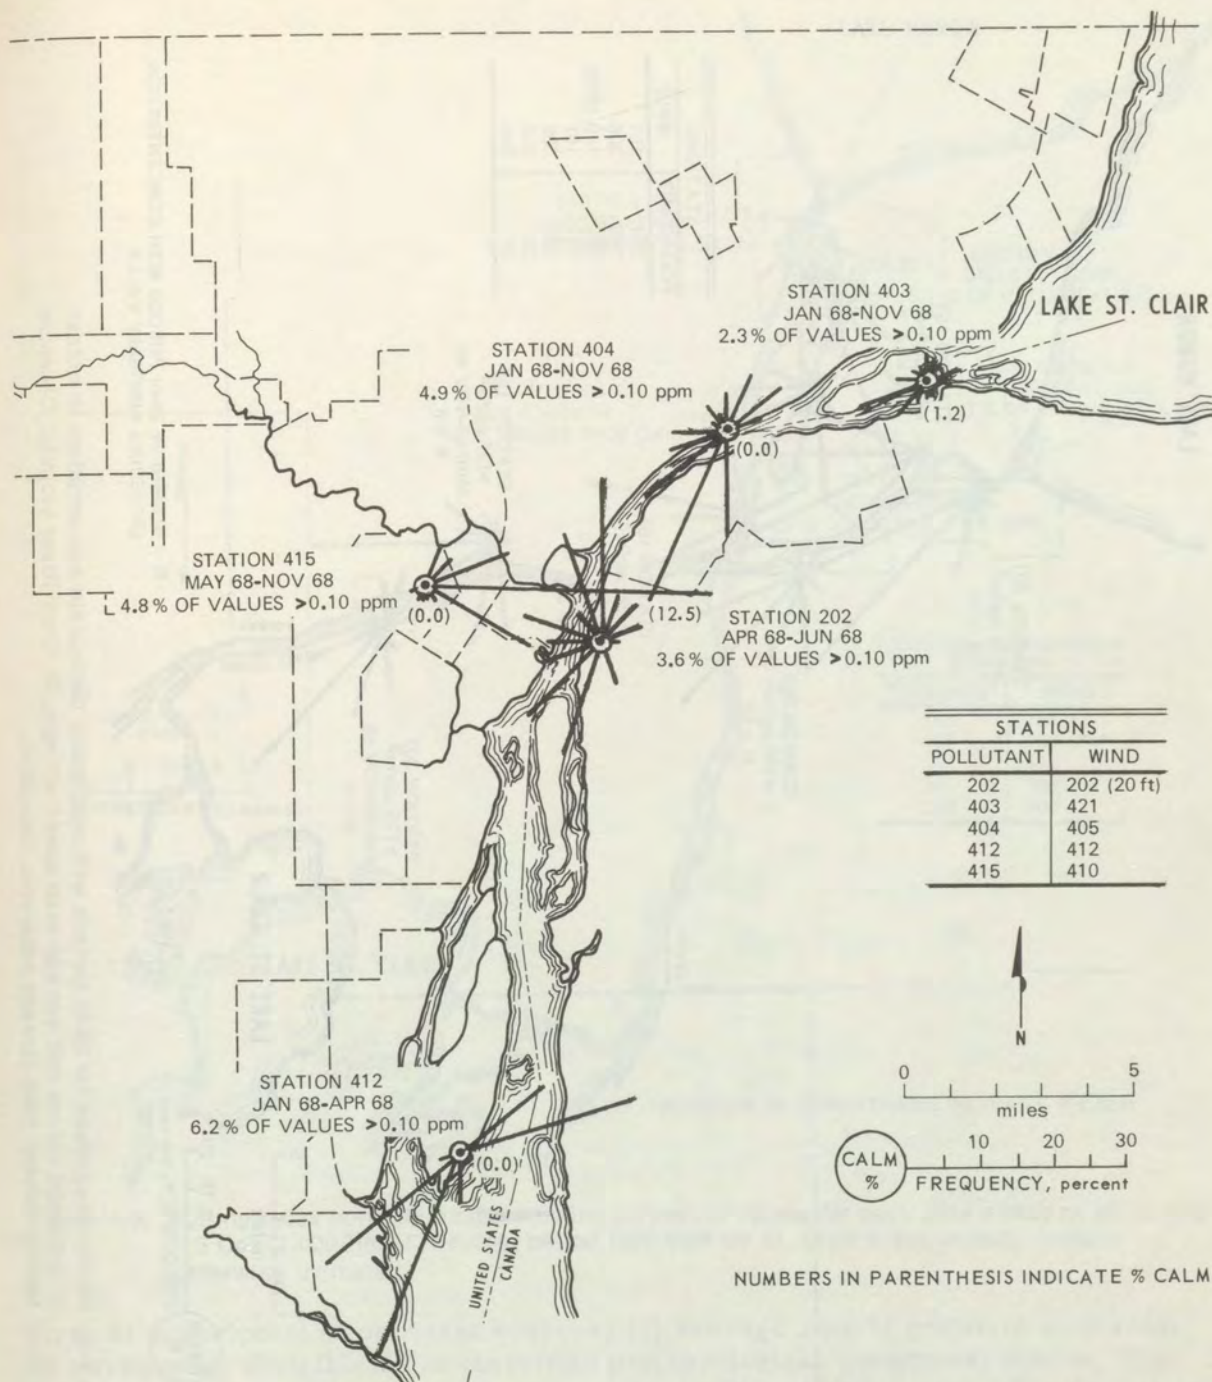 STATION 403
JAN 68-NOV 68
2.3% OF VALUES >0.10 ppm
LAKE ST. CLAIR
STATION 404
JAN 68-NOV 68
4.9% OF VALUES >0.10 ppm
(1.2)
(0.0)
STATION 415
MAY 68-NOV 68
4.8% OF VALUES >0.10 ppm
(0.0)
(12.5)
STATION 202
APR 68-JUN 68
3.6% OF VALUES >0.10 ppm
STATIONS
POLLUTANT WIND
202 202 (20 ft)
403 421
404 405
412 412
415 410
N
0 5
miles
STATION 412
JAN 68-APR 68
6.2% OF VALUES >0.10 ppm
(0.0)
CALM
%
10 20 30
FREQUENCY, percent
UNITED STATES
CANADA
NUMBERS IN PARENTHESIS INDICATE % CALM